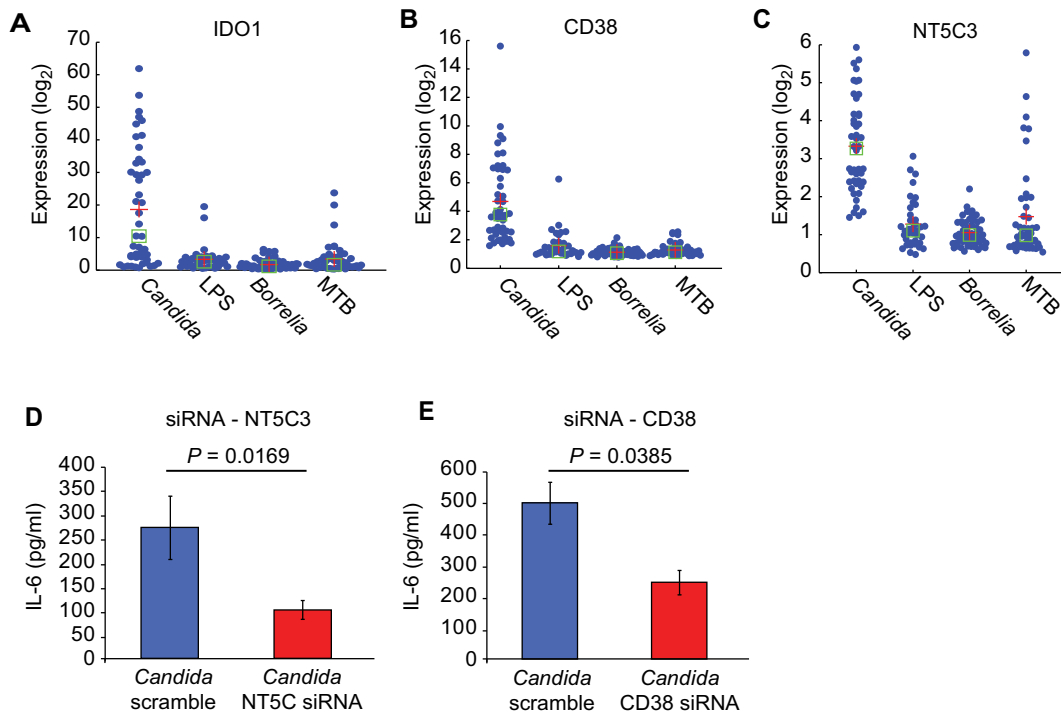 A
IDO1
Expression (log2)
70
60
50
40
30
20
10
0
Candida
LPS
Borrelia
MTB
B
CD38
Expression (log2)
16
14
12
10
8
6
4
2
0
Candida
LPS
Borrelia
MTB
C
NT5C3
Expression (log2)
6
5
4
3
2
1
0
Candida
LPS
Borrelia
MTB
D
siRNA - NT5C3
P = 0.0169
IL-6 (pg/ml)
400
350
300
250
200
150
100
50
0
Candida
scramble
Candida
NT5C siRNA
E
siRNA - CD38
P = 0.0385
IL-6 (pg/ml)
600
500
400
300
200
200
600
Candida
scramble
Candida
CD38 siRNA